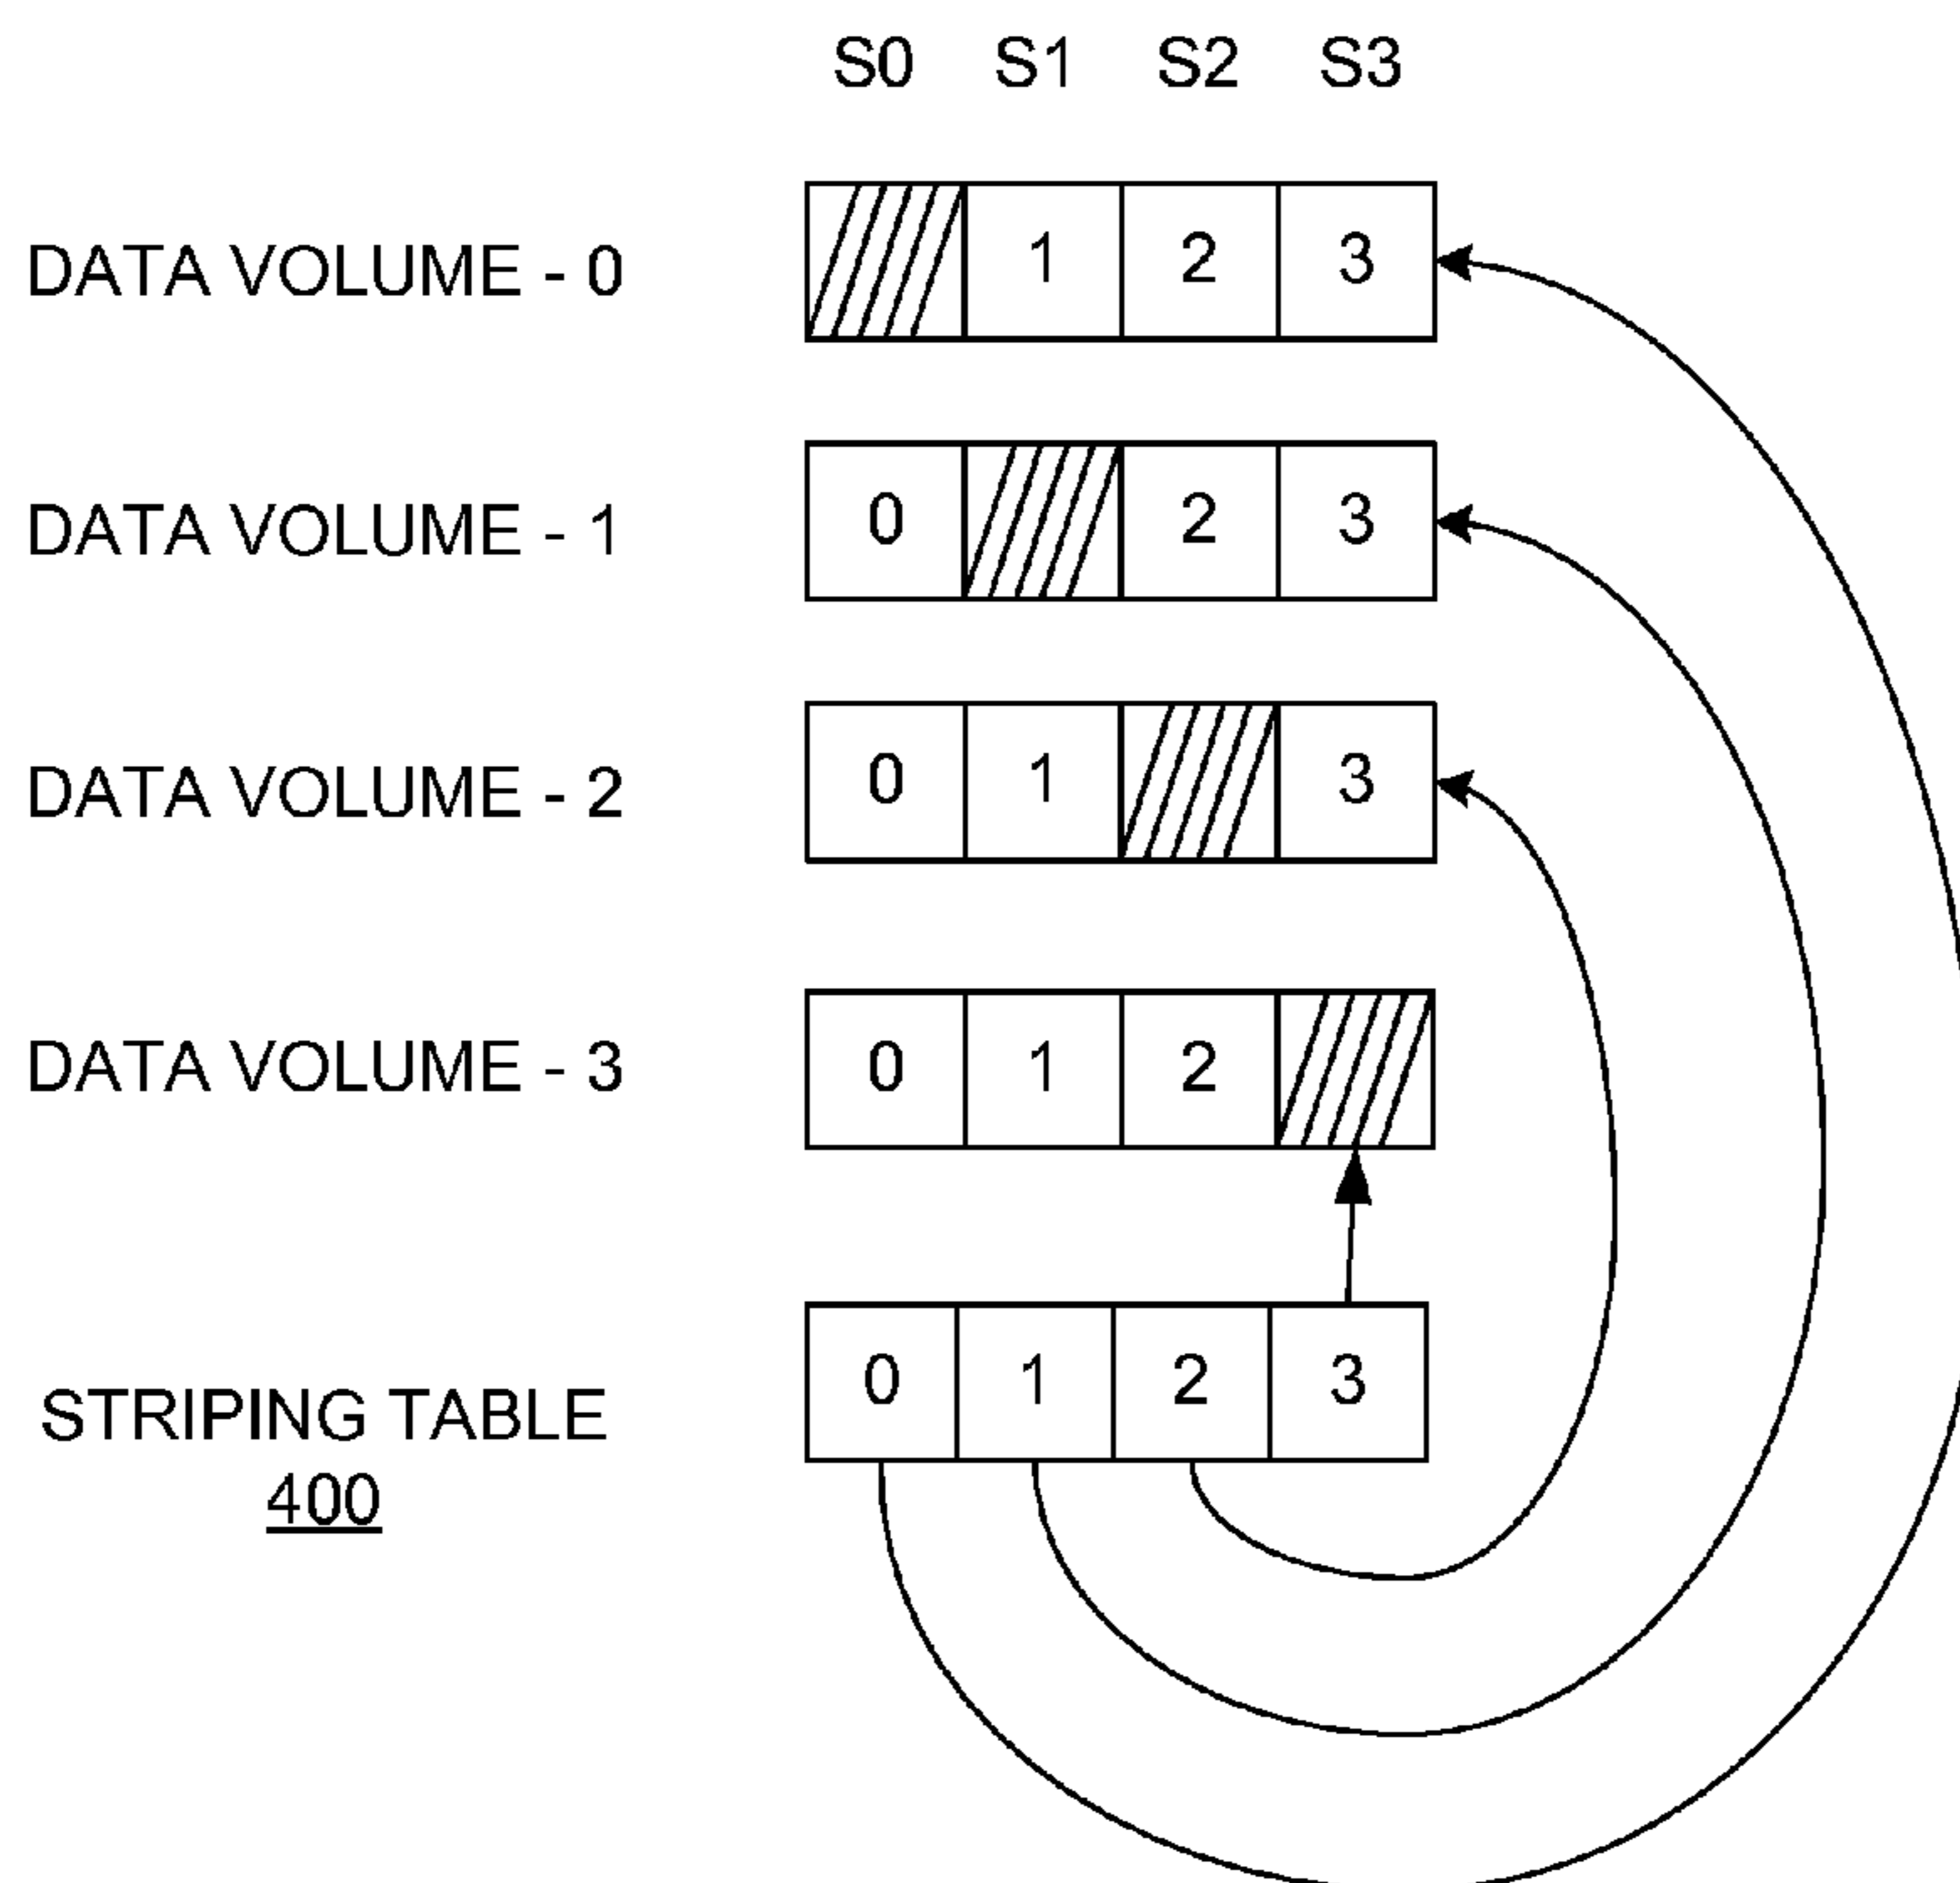 S0 S1 S2 S3
DATA VOLUME - 0 1 2 3
DATA VOLUME - 1 0 2 3
DATA VOLUME - 2 0 1 3
DATA VOLUME - 3 0 1 2
STRIPING TABLE 0 1 2 3
400